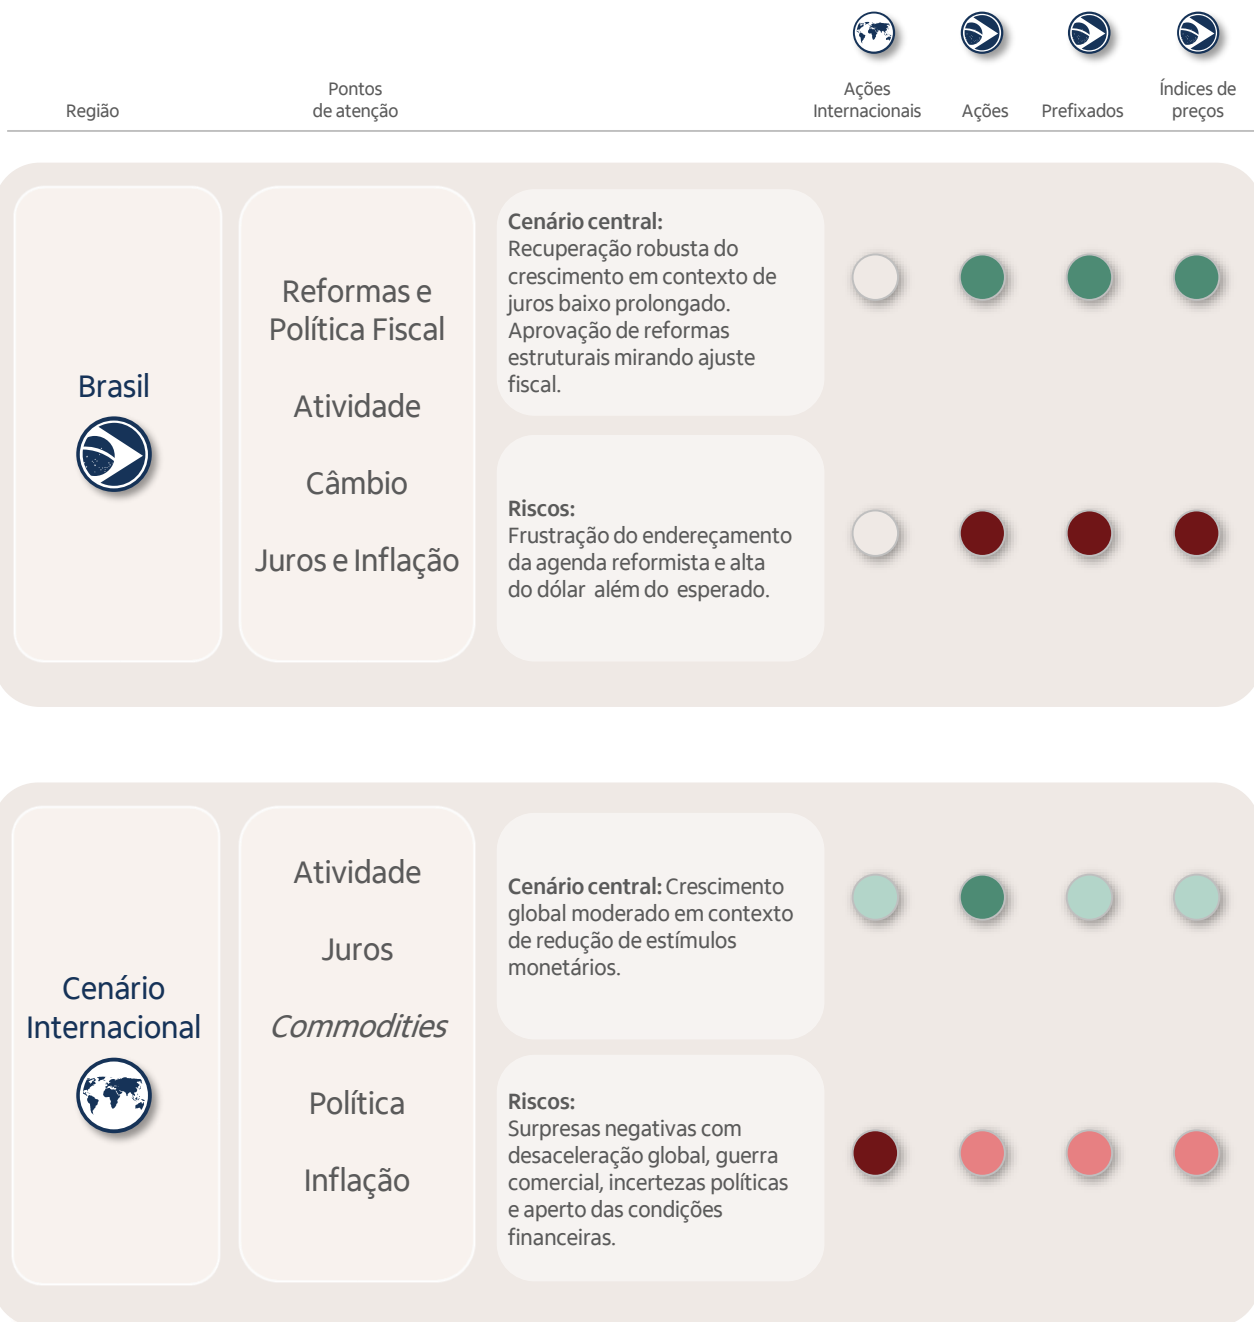 Região
Pontos
de atenção
Ações
Internacionais
Ações
Prefixados
Índices de
preços
Brasil
Reformas e
Política Fiscal
Atividade
Câmbio
Juros e Inflação
Cenário central:
Recuperação robusta do
crescimento em contexto de
juros baixo prolongado.
Aprovação de reformas
estruturais mirando ajuste
fiscal.
Riscos:
Frustração do endereçamento
da agenda reformista e alta
do dólar além do esperado.
Cenário
Internacional
Atividade
Juros
Commodities
Política
Inflação
Cenário central: Crescimento
global moderado em contexto
de redução de estímulos
monetários.
Riscos:
Surpresas negativas com
desaceleração global, guerra
comercial, incertezas políticas
e aperto das condições
financeiras.